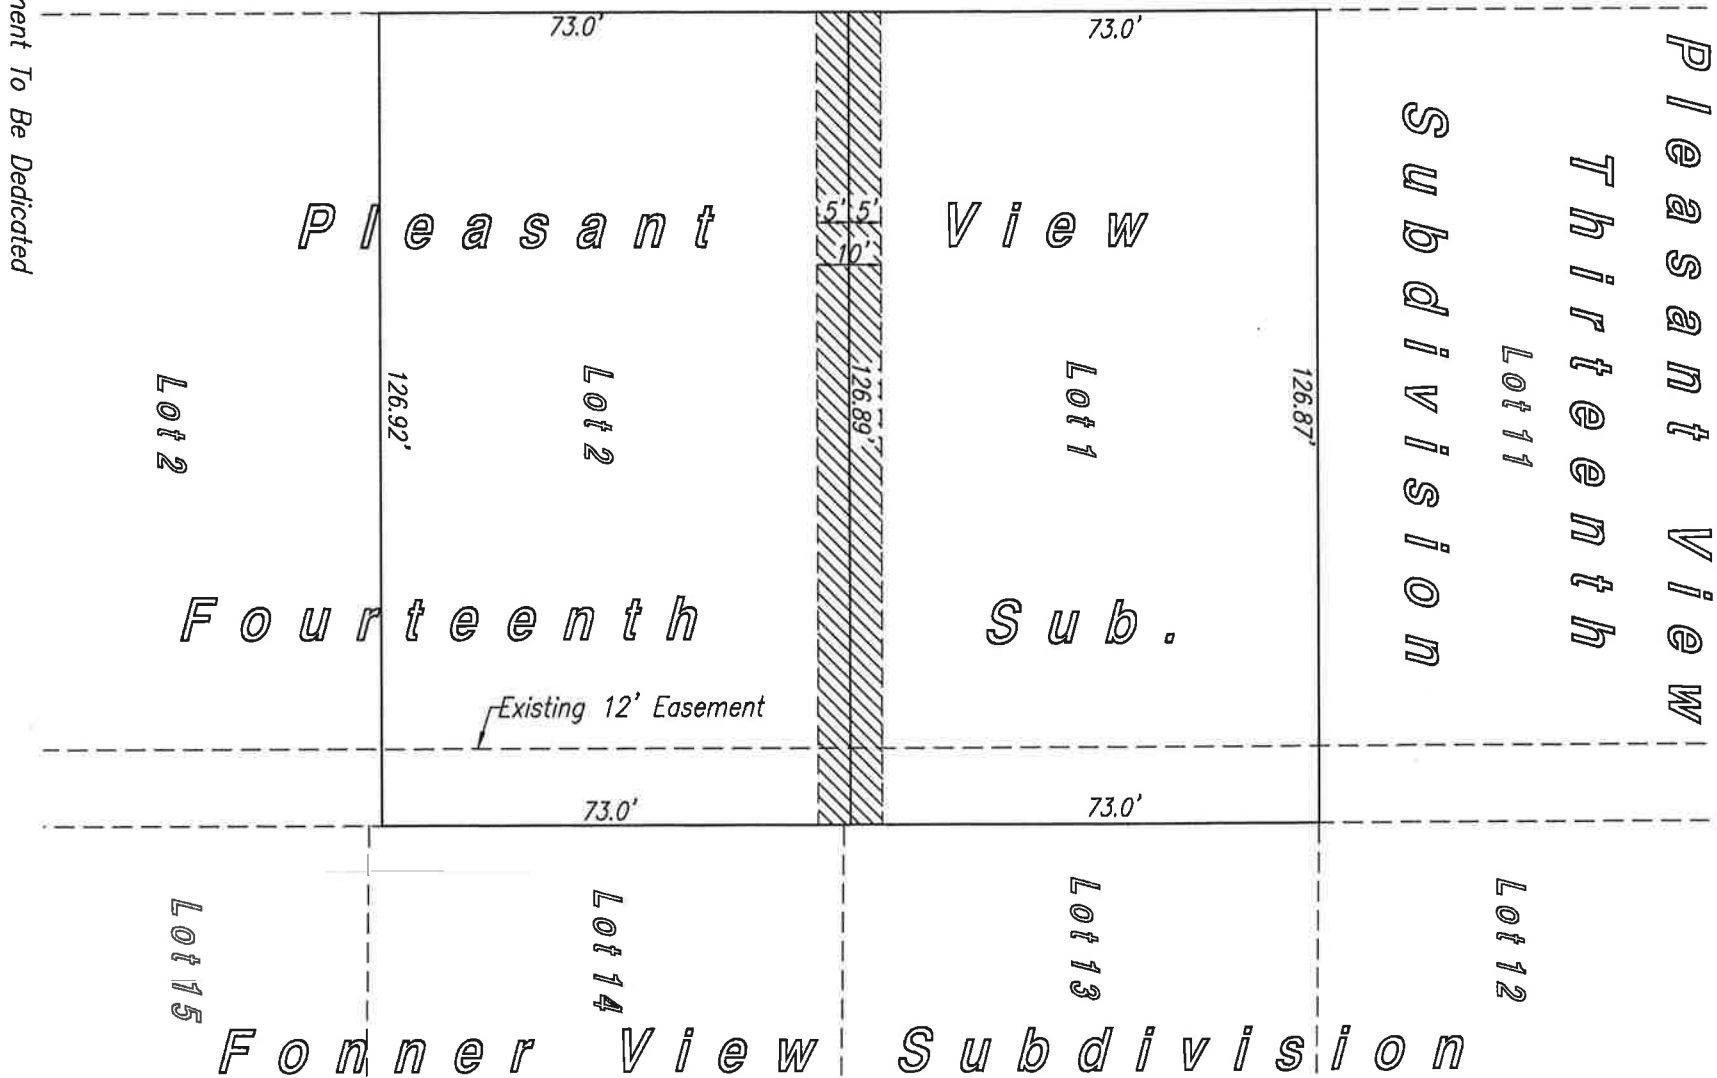 73.0'
73.0'
5' 5'
10'
Pleasant View
Lot 2
126.92'
Lot 2
126.89'
Lot 1
126.87'
Fourteenth Sub.
Existing 12' Easement
73.0'
73.0'
Pleasant View
Thirteenth
Subdivision
Lot 11
Lot 15
Lot 14
Lot 13
Lot 12
Fonner View Subdivision
To Be Dedicated